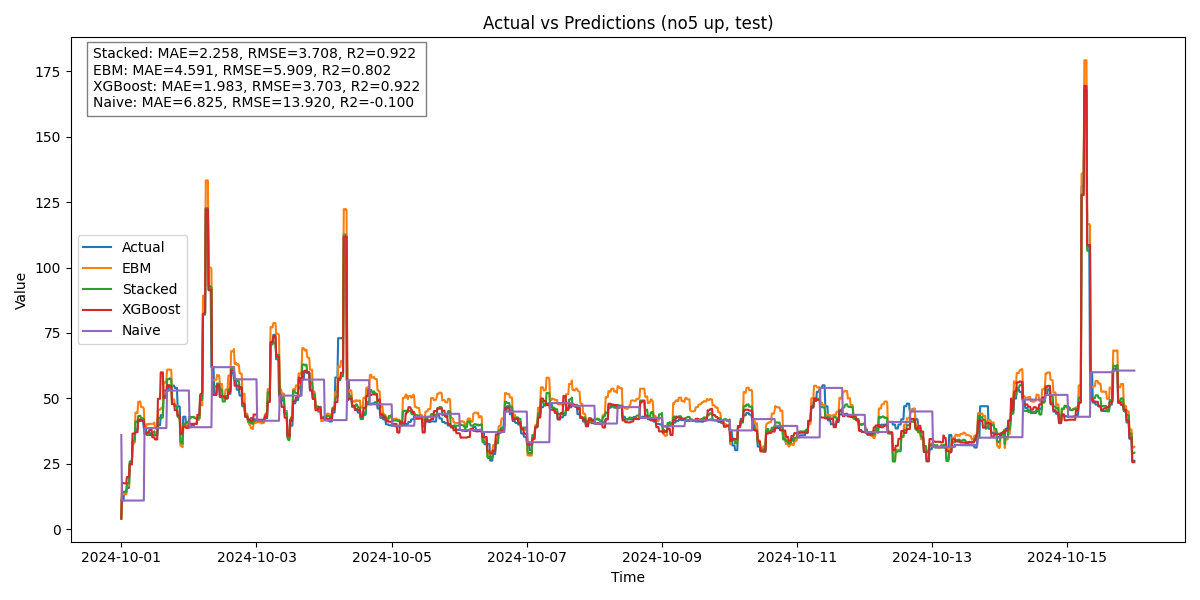 Actual vs Predictions (no5 up, test)
Stacked: MAE=2.258, RMSE=3.708, R2=0.922
EBM: MAE=4.591, RMSE=5.909, R2=0.802
XGBoost: MAE=1.983, RMSE=3.703, R2=0.922
Naive: MAE=6.825, RMSE=13.920, R2=-0.100
175
150
125
100
75
50
25
0
Value
Actual
EBM
Stacked
XGBoost
Naive
2024-10-01
2024-10-03
2024-10-05
2024-10-07
2024-10-09
2024-10-11
2024-10-13
2024-10-15
Time